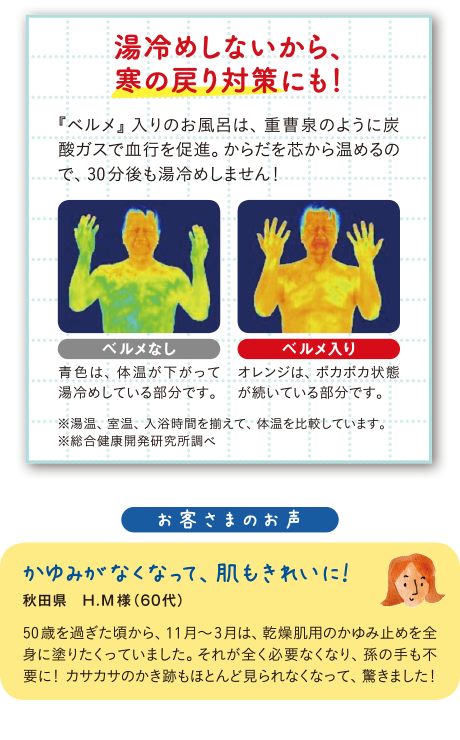 湯冷めしないから、
寒の戻り対策にも！
『ベルメ』入りのお風呂は、重曹泉のように炭
酸ガスで血行を促進。からだを芯から温めるの
で、30分後も湯冷めしません！
ベルメなし
ベルメ入り
青色は、体温が下がって
湯冷めしている部分です。
オレンジは、ポカポカ状態
が続いている部分です。
※湯温、室温、入浴時間を揃えて、体温を比較しています。
※総合健康開発研究所調べ
お客さまのお声
かゆみがなくなって、肌もきれいに！
秋田県　H.M様（60代）
50歳を過ぎた頃から、11月〜3月は、乾燥肌用のかゆみ止めを全
身に塗りたくっていました。それが全く必要なくなり、孫の手も不
要に！ カサカサのかき跡もほとんど見られなくなって、驚きました！